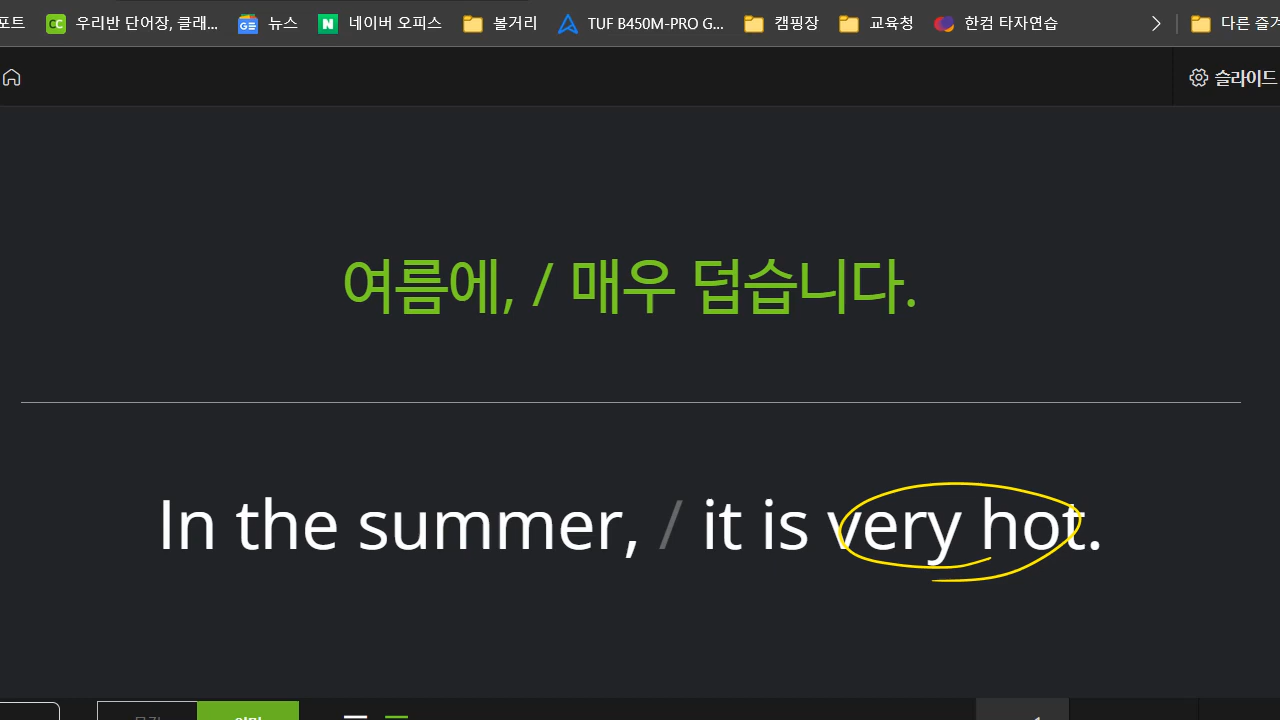 포트 CC 우리반 단어장, 클래... GE 뉴스 N 네이버 오피스 볼거리 TUF B450M-PRO G... 캠핑장 교육청 한컴 타자연습 다른 즐겨
슬라이드
여름에, / 매우 덥습니다.
In the summer, / it is very hot.